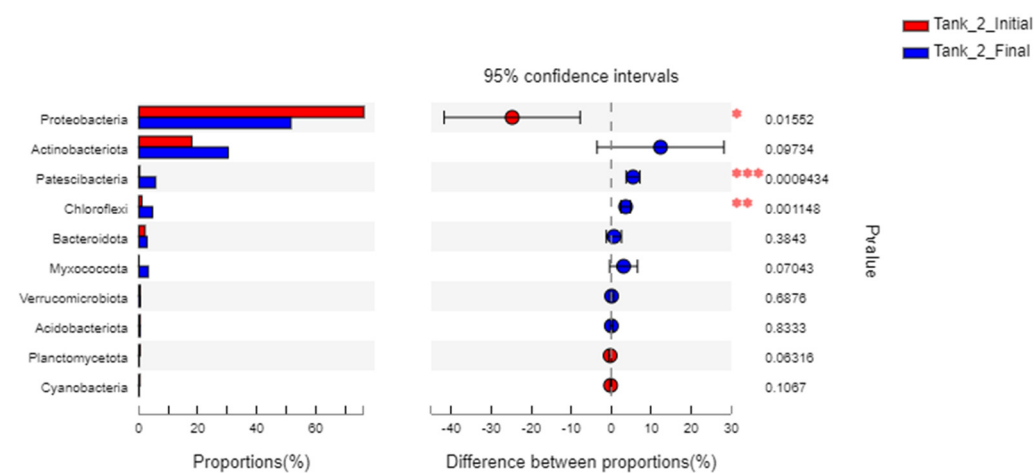 Tank_2_Initial
Tank_2_Final
95% confidence intervals
Proteobacteria * 0.01552
Actinobacteriota 0.09734
Patescibacteria *** 0.0009434
Chloroflexi ** 0.001148
Bacteroidota 0.3843
Myxococcota 0.07043
Verrucomicrobiota 0.6876
Acidobacteriota 0.8333
Planctomycetota 0.06316
Cyanobacteria 0.1067
Pvalue
0 20 40 60 -40 -30 -20 -10 0 10 20 30
Proportions(%) Difference between proportions(%)